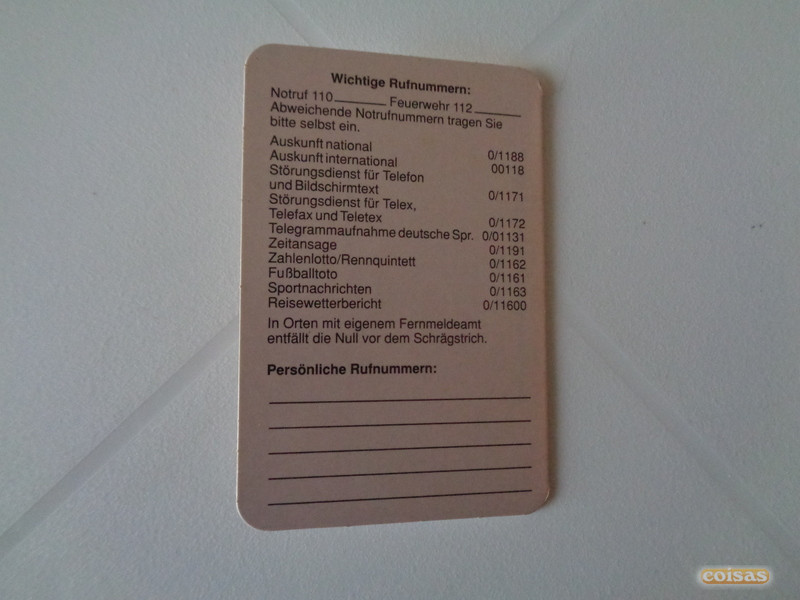 Wichtige Rufnummern:
Notruf 110________ Feuerwehr 112_______
Abweichende Notrufnummern tragen Sie
bitte selbst ein.
Auskunft national 0/1188
Auskunft international 00118
Störungsdienst für Telefon
und Bildschirmtext 0/1171
Störungsdienst für Telex,
Telefax und Teletex 0/1172
Telegrammaufnahme deutsche Spr. 0/01131
Zeitansage 0/1191
Zahlenlotto/Rennquintett 0/1162
Fußballtoto 0/1161
Sportnachrichten 0/1163
Reisewetterbericht 0/11600
In Orten mit eigenem Fernmeldeamt
entfällt die Null vor dem Schrägstrich.
Persönliche Rufnummern:
coisas